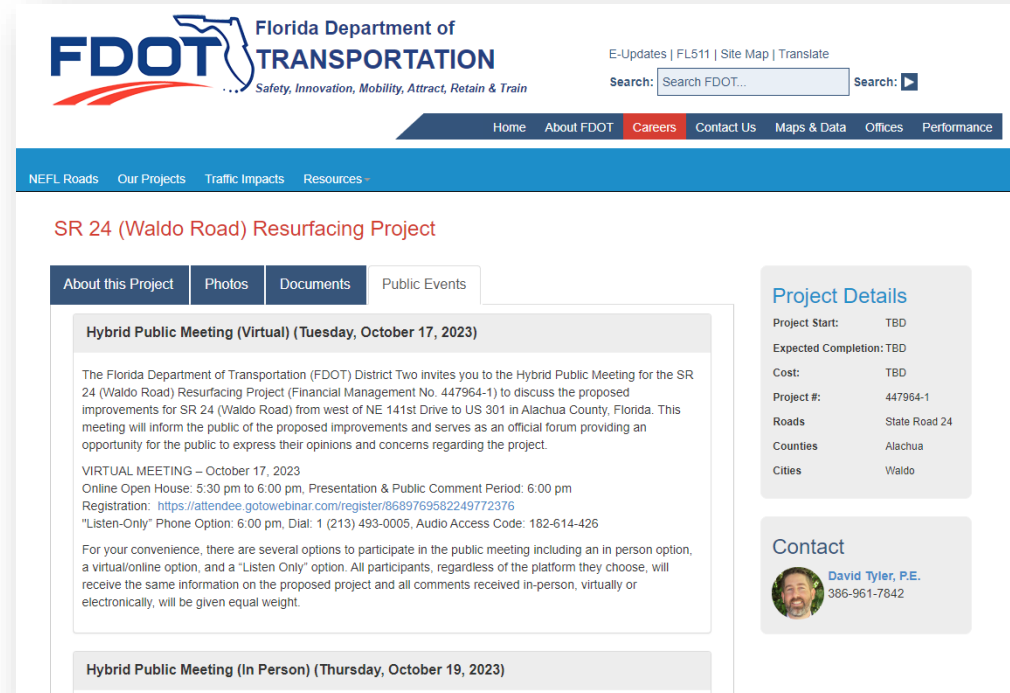 FDOT
Florida Department of
TRANSPORTATION
Safety, Innovation, Mobility, Attract, Retain & Train
E-Updates | FL511 | Site Map | Translate
Search: Search FDOT... Search:
Home About FDOT Careers Contact Us Maps & Data Offices Performance
NEFL Roads Our Projects Traffic Impacts Resources
SR 24 (Waldo Road) Resurfacing Project
About this Project Photos Documents Public Events
Hybrid Public Meeting (Virtual) (Tuesday, October 17, 2023)
The Florida Department of Transportation (FDOT) District Two invites you to the Hybrid Public Meeting for the SR
24 (Waldo Road) Resurfacing Project (Financial Management No. 447964-1) to discuss the proposed
improvements for SR 24 (Waldo Road) from west of NE 141st Drive to US 301 in Alachua County, Florida. This
meeting will inform the public of the proposed improvements and serves as an official forum providing an
opportunity for the public to express their opinions and concerns regarding the project.
VIRTUAL MEETING – October 17, 2023
Online Open House: 5:30 pm to 6:00 pm, Presentation & Public Comment Period: 6:00 pm
Registration: https://attendee.gotowebinar.com/register/8689769582249772376
"Listen-Only" Phone Option: 6:00 pm, Dial: 1 (213) 493-0005, Audio Access Code: 182-614-426
For your convenience, there are several options to participate in the public meeting including an in person option,
a virtual/online option, and a “Listen Only” option. All participants, regardless of the platform they choose, will
receive the same information on the proposed project and all comments received in-person, virtually or
electronically, will be given equal weight.
Hybrid Public Meeting (In Person) (Thursday, October 19, 2023)
Project Details
Project Start: TBD
Expected Completion: TBD
Cost: TBD
Project #: 447964-1
Roads State Road 24
Counties Alachua
Cities Waldo
Contact
David Tyler, P.E.
386-961-7842